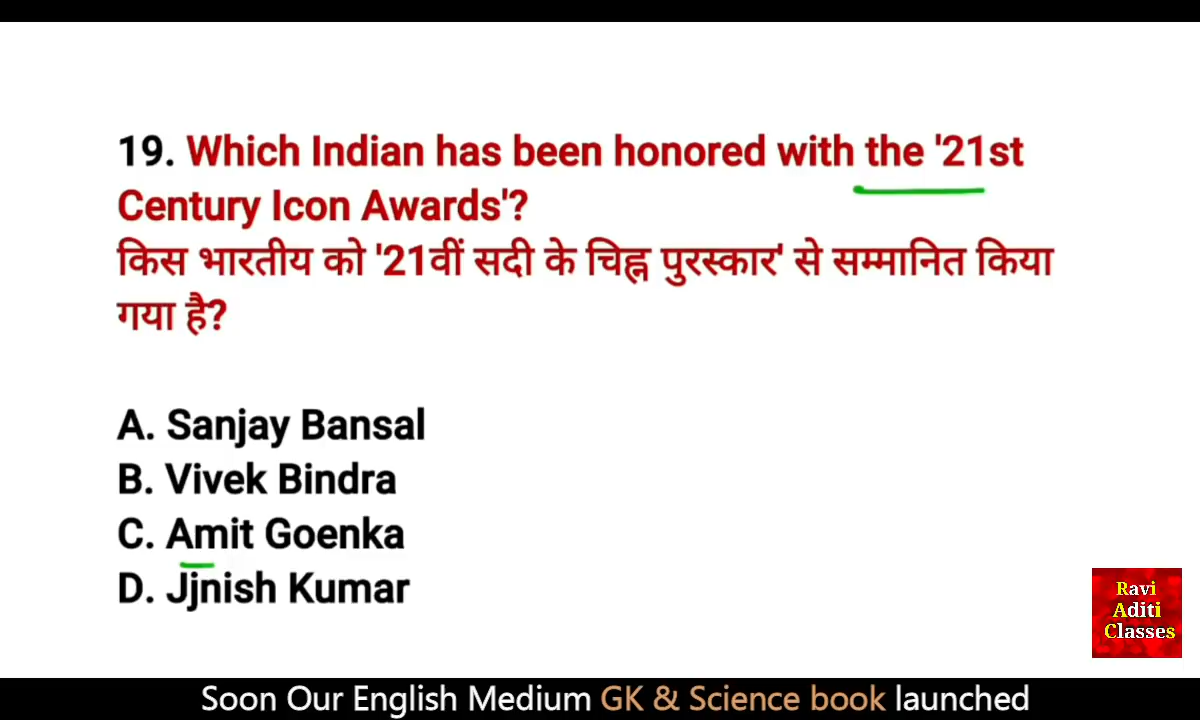 19. Which Indian has been honored with the '21st
Century Icon Awards'?
किस भारतीय को '21वीं सदी के चिह्न पुरस्कार' से सम्मानित किया
गया है?
A. Sanjay Bansal
B. Vivek Bindra
C. Amit Goenka
D. Jjnish Kumar
Ravi
Aditi
Classes
Soon Our English Medium GK & Science book launched